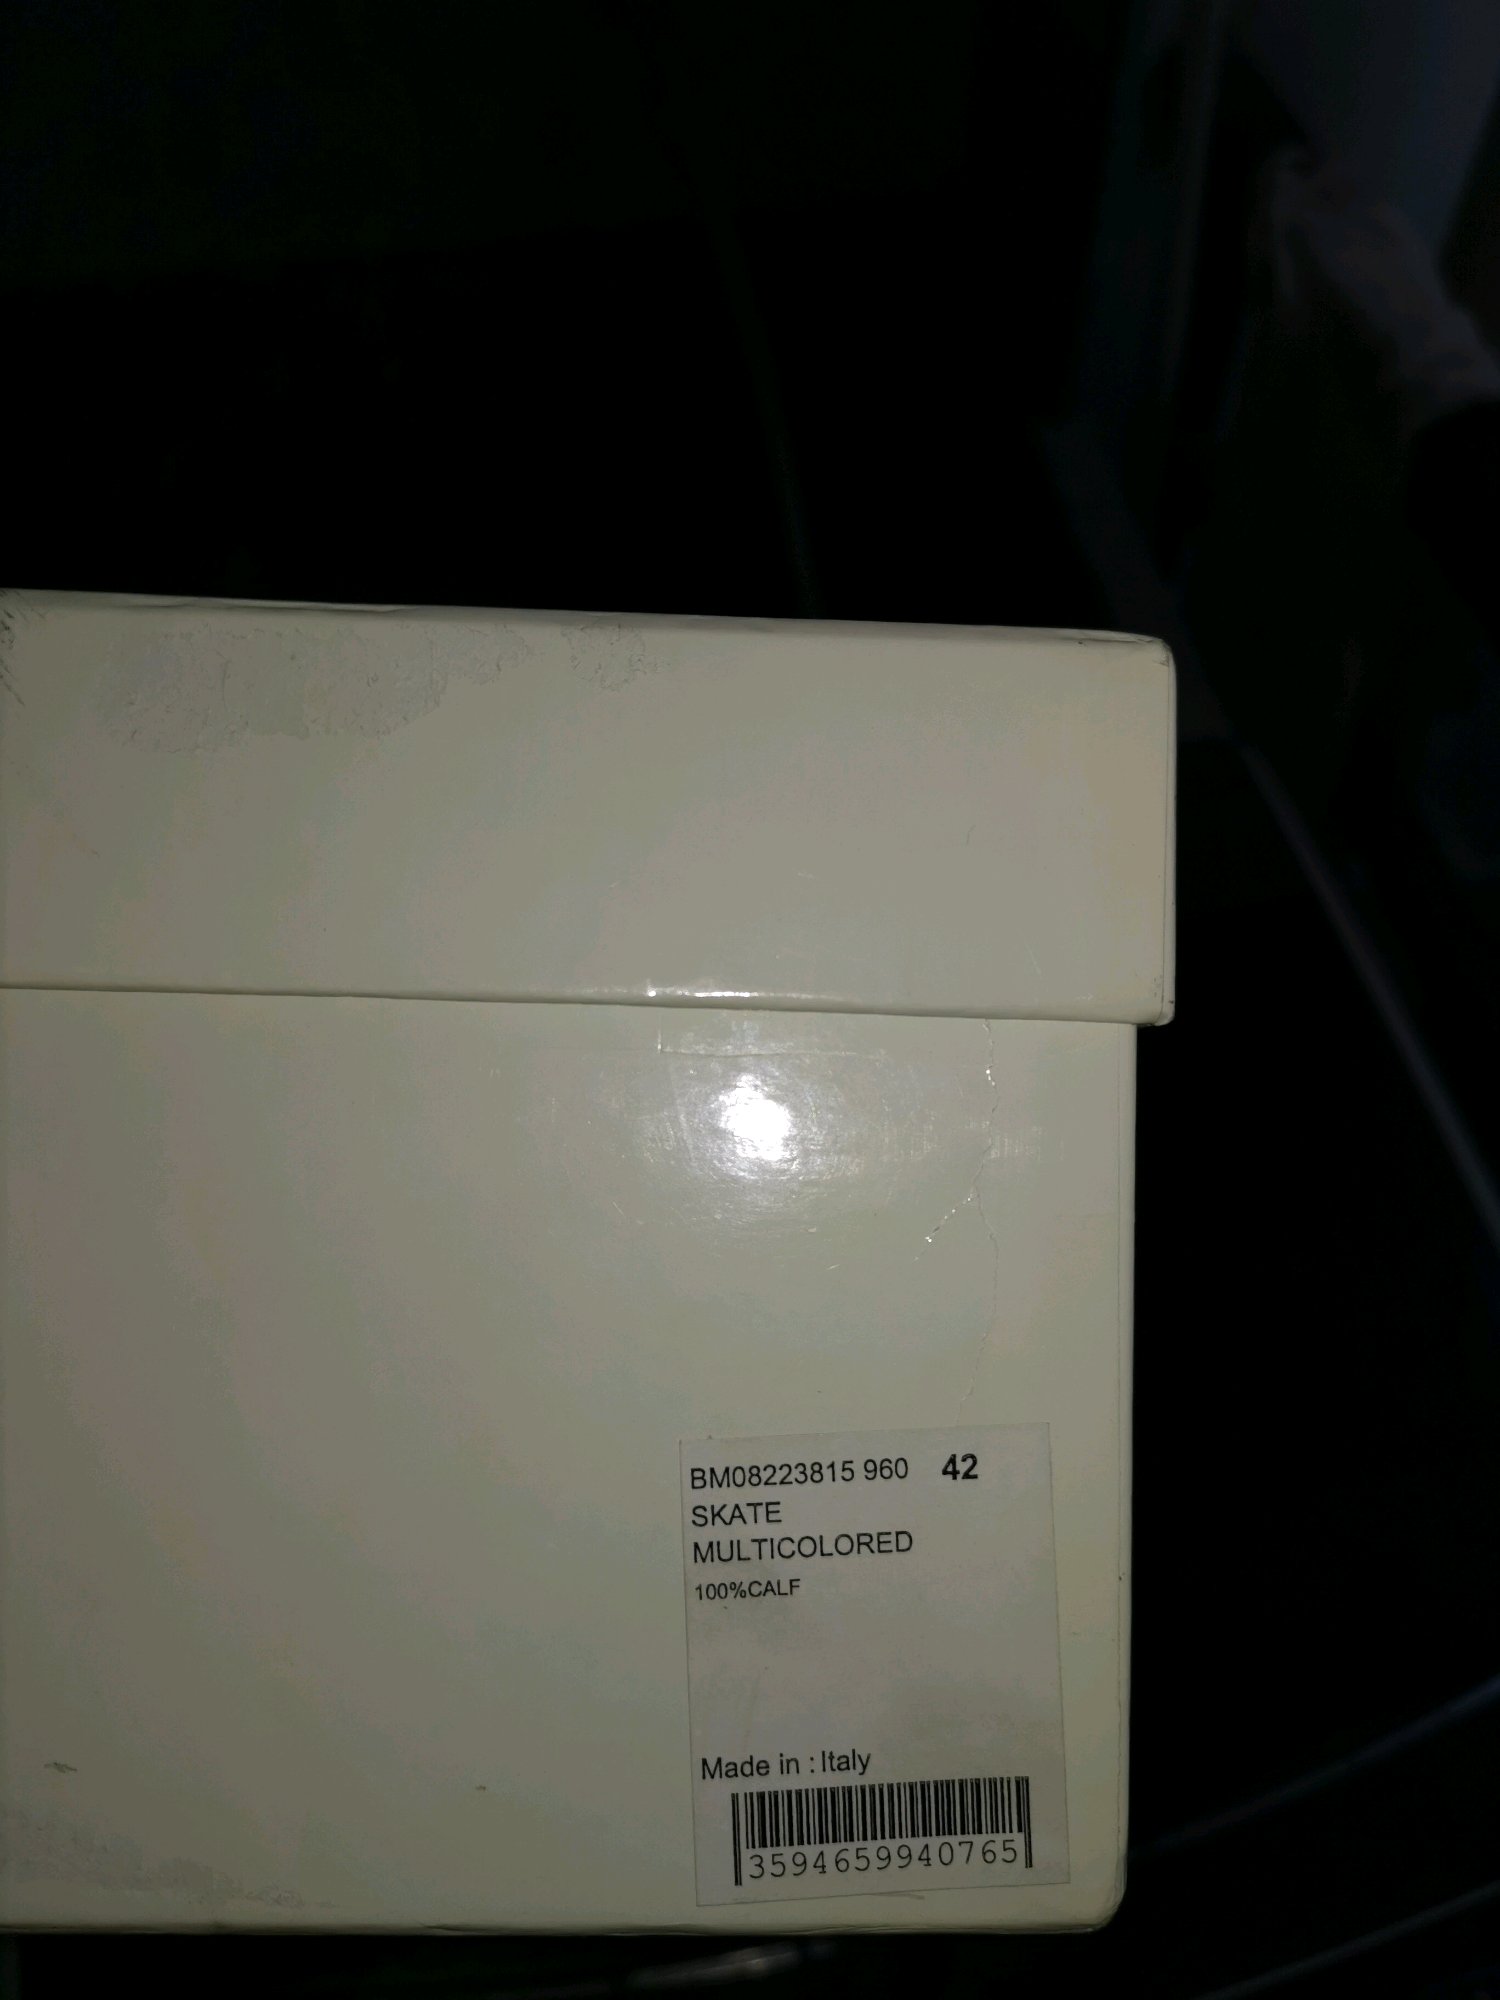 BM08223815 960 42
SKATE
MULTICOLORED
100%CALF
Made in : Italy
3594659940765